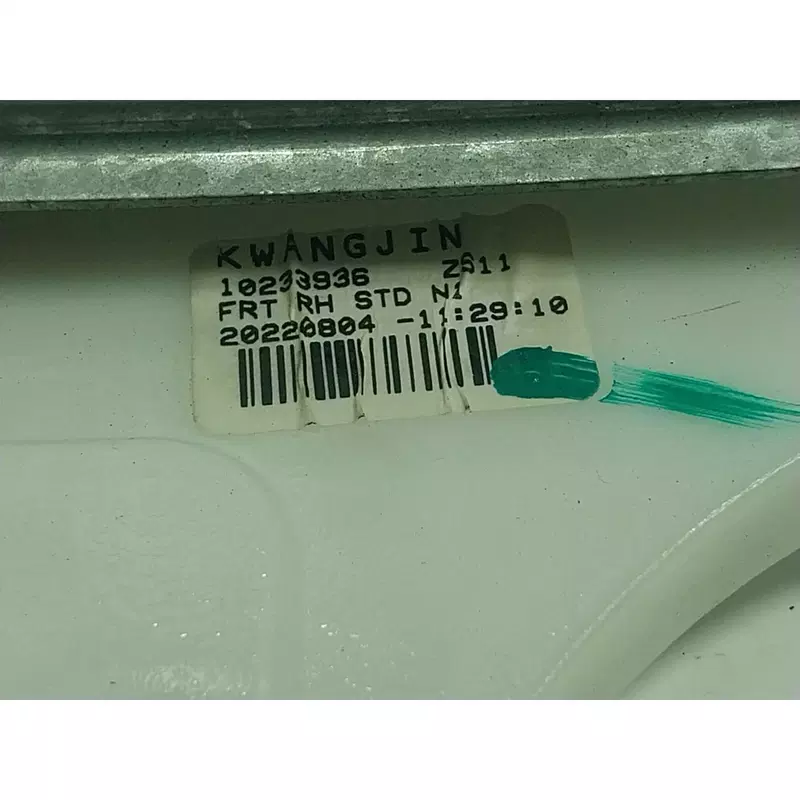 KWANGJIN
10233936 ZS11
FRT RH STD N1
20220804 -11:29:10